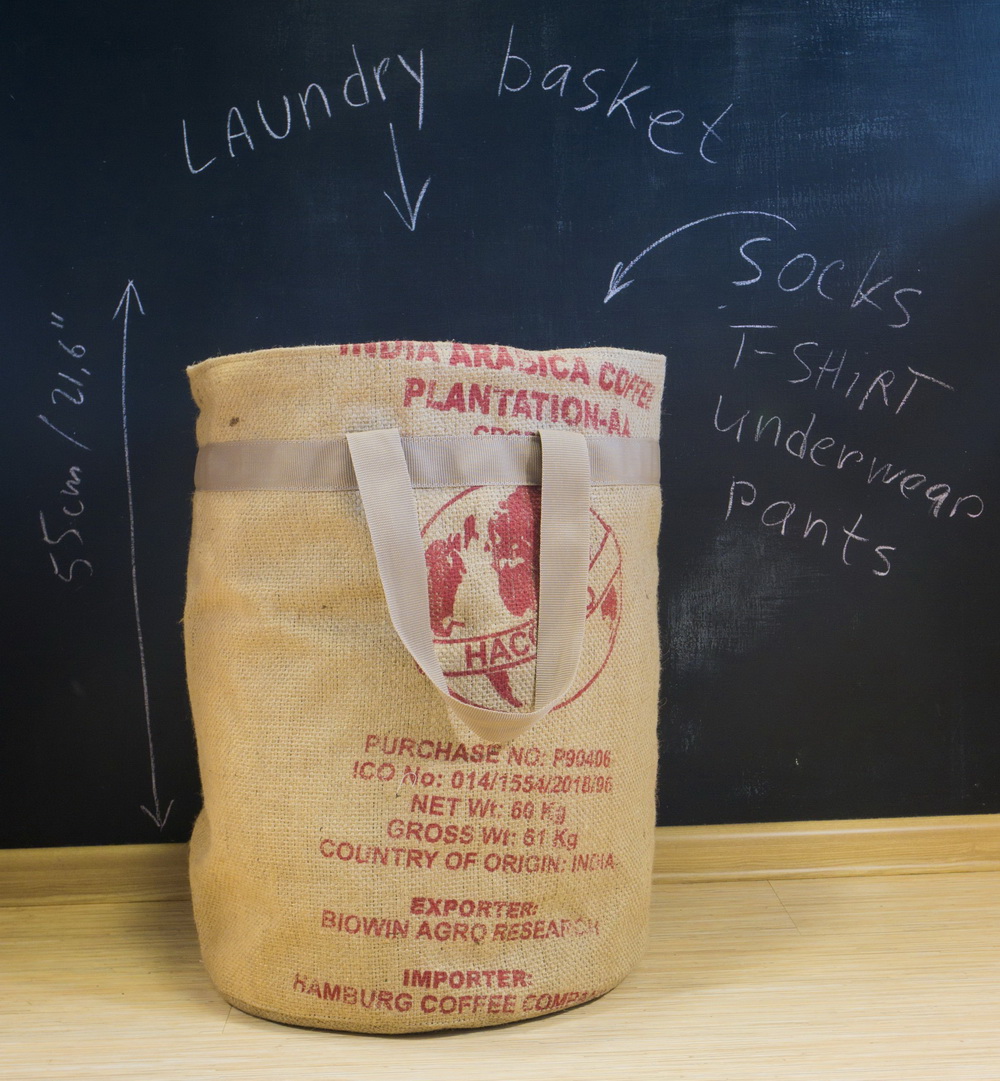 LAundry basket
55cm / 21,6"
SOCKS
T-SHiRT
underwear
pants
INDIA ARABICA COFFEE
PLANTATION-AA
HACO
PURCHASE NO: P90406
ICO No: 014/1554/2018/96
NET Wt: 60 Kg
GROSS Wt: 61 Kg
COUNTRY OF ORIGIN: INDIA
EXPORTER:
BIOWIN AGRO RESEARCH
IMPORTER:
HAMBURG COFFEE COMPA